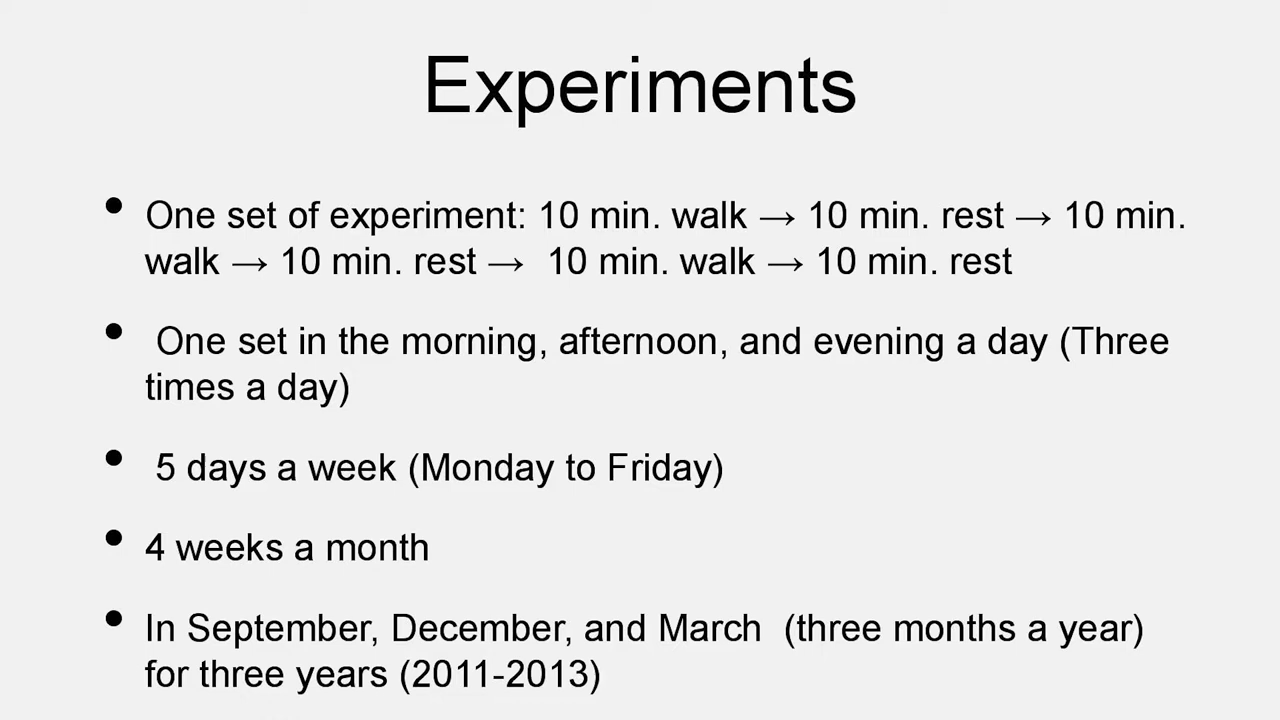 Experiments
• One set of experiment: 10 min. walk → 10 min. rest → 10 min.
walk → 10 min. rest → 10 min. walk → 10 min. rest
• One set in the morning, afternoon, and evening a day (Three
times a day)
• 5 days a week (Monday to Friday)
• 4 weeks a month
• In September, December, and March (three months a year)
for three years (2011-2013)